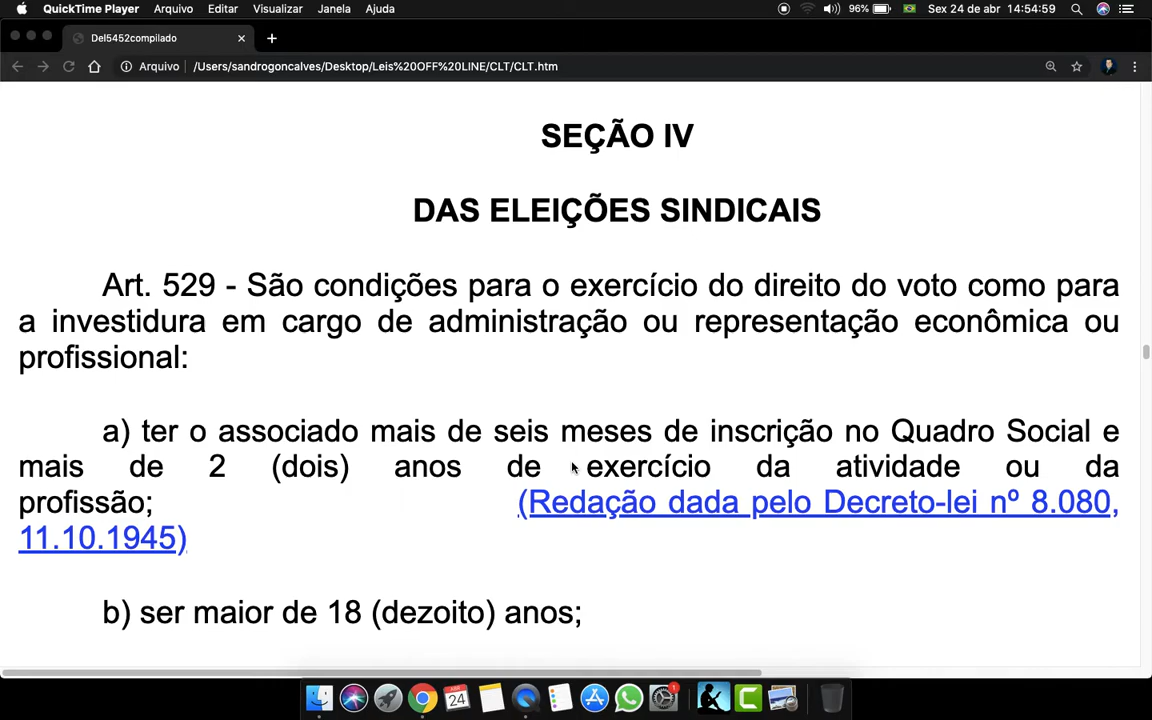 QuickTime Player Arquivo Editar Visualizar Janela Ajuda 96% Sex 24 de abr 14:54:59
Del5452compilado
Arquivo /Users/sandrogoncalves/Desktop/Leis%20OFF%20LINE/CLT/CLT.htm
SEÇÃO IV
DAS ELEIÇÕES SINDICAIS
Art. 529 - São condições para o exercício do direito do voto como para
a investidura em cargo de administração ou representação econômica ou
profissional:
a) ter o associado mais de seis meses de inscrição no Quadro Social e
mais de 2 (dois) anos de exercício da atividade ou da
profissão; (Redação dada pelo Decreto-lei nº 8.080,
11.10.1945)
b) ser maior de 18 (dezoito) anos;
24
1